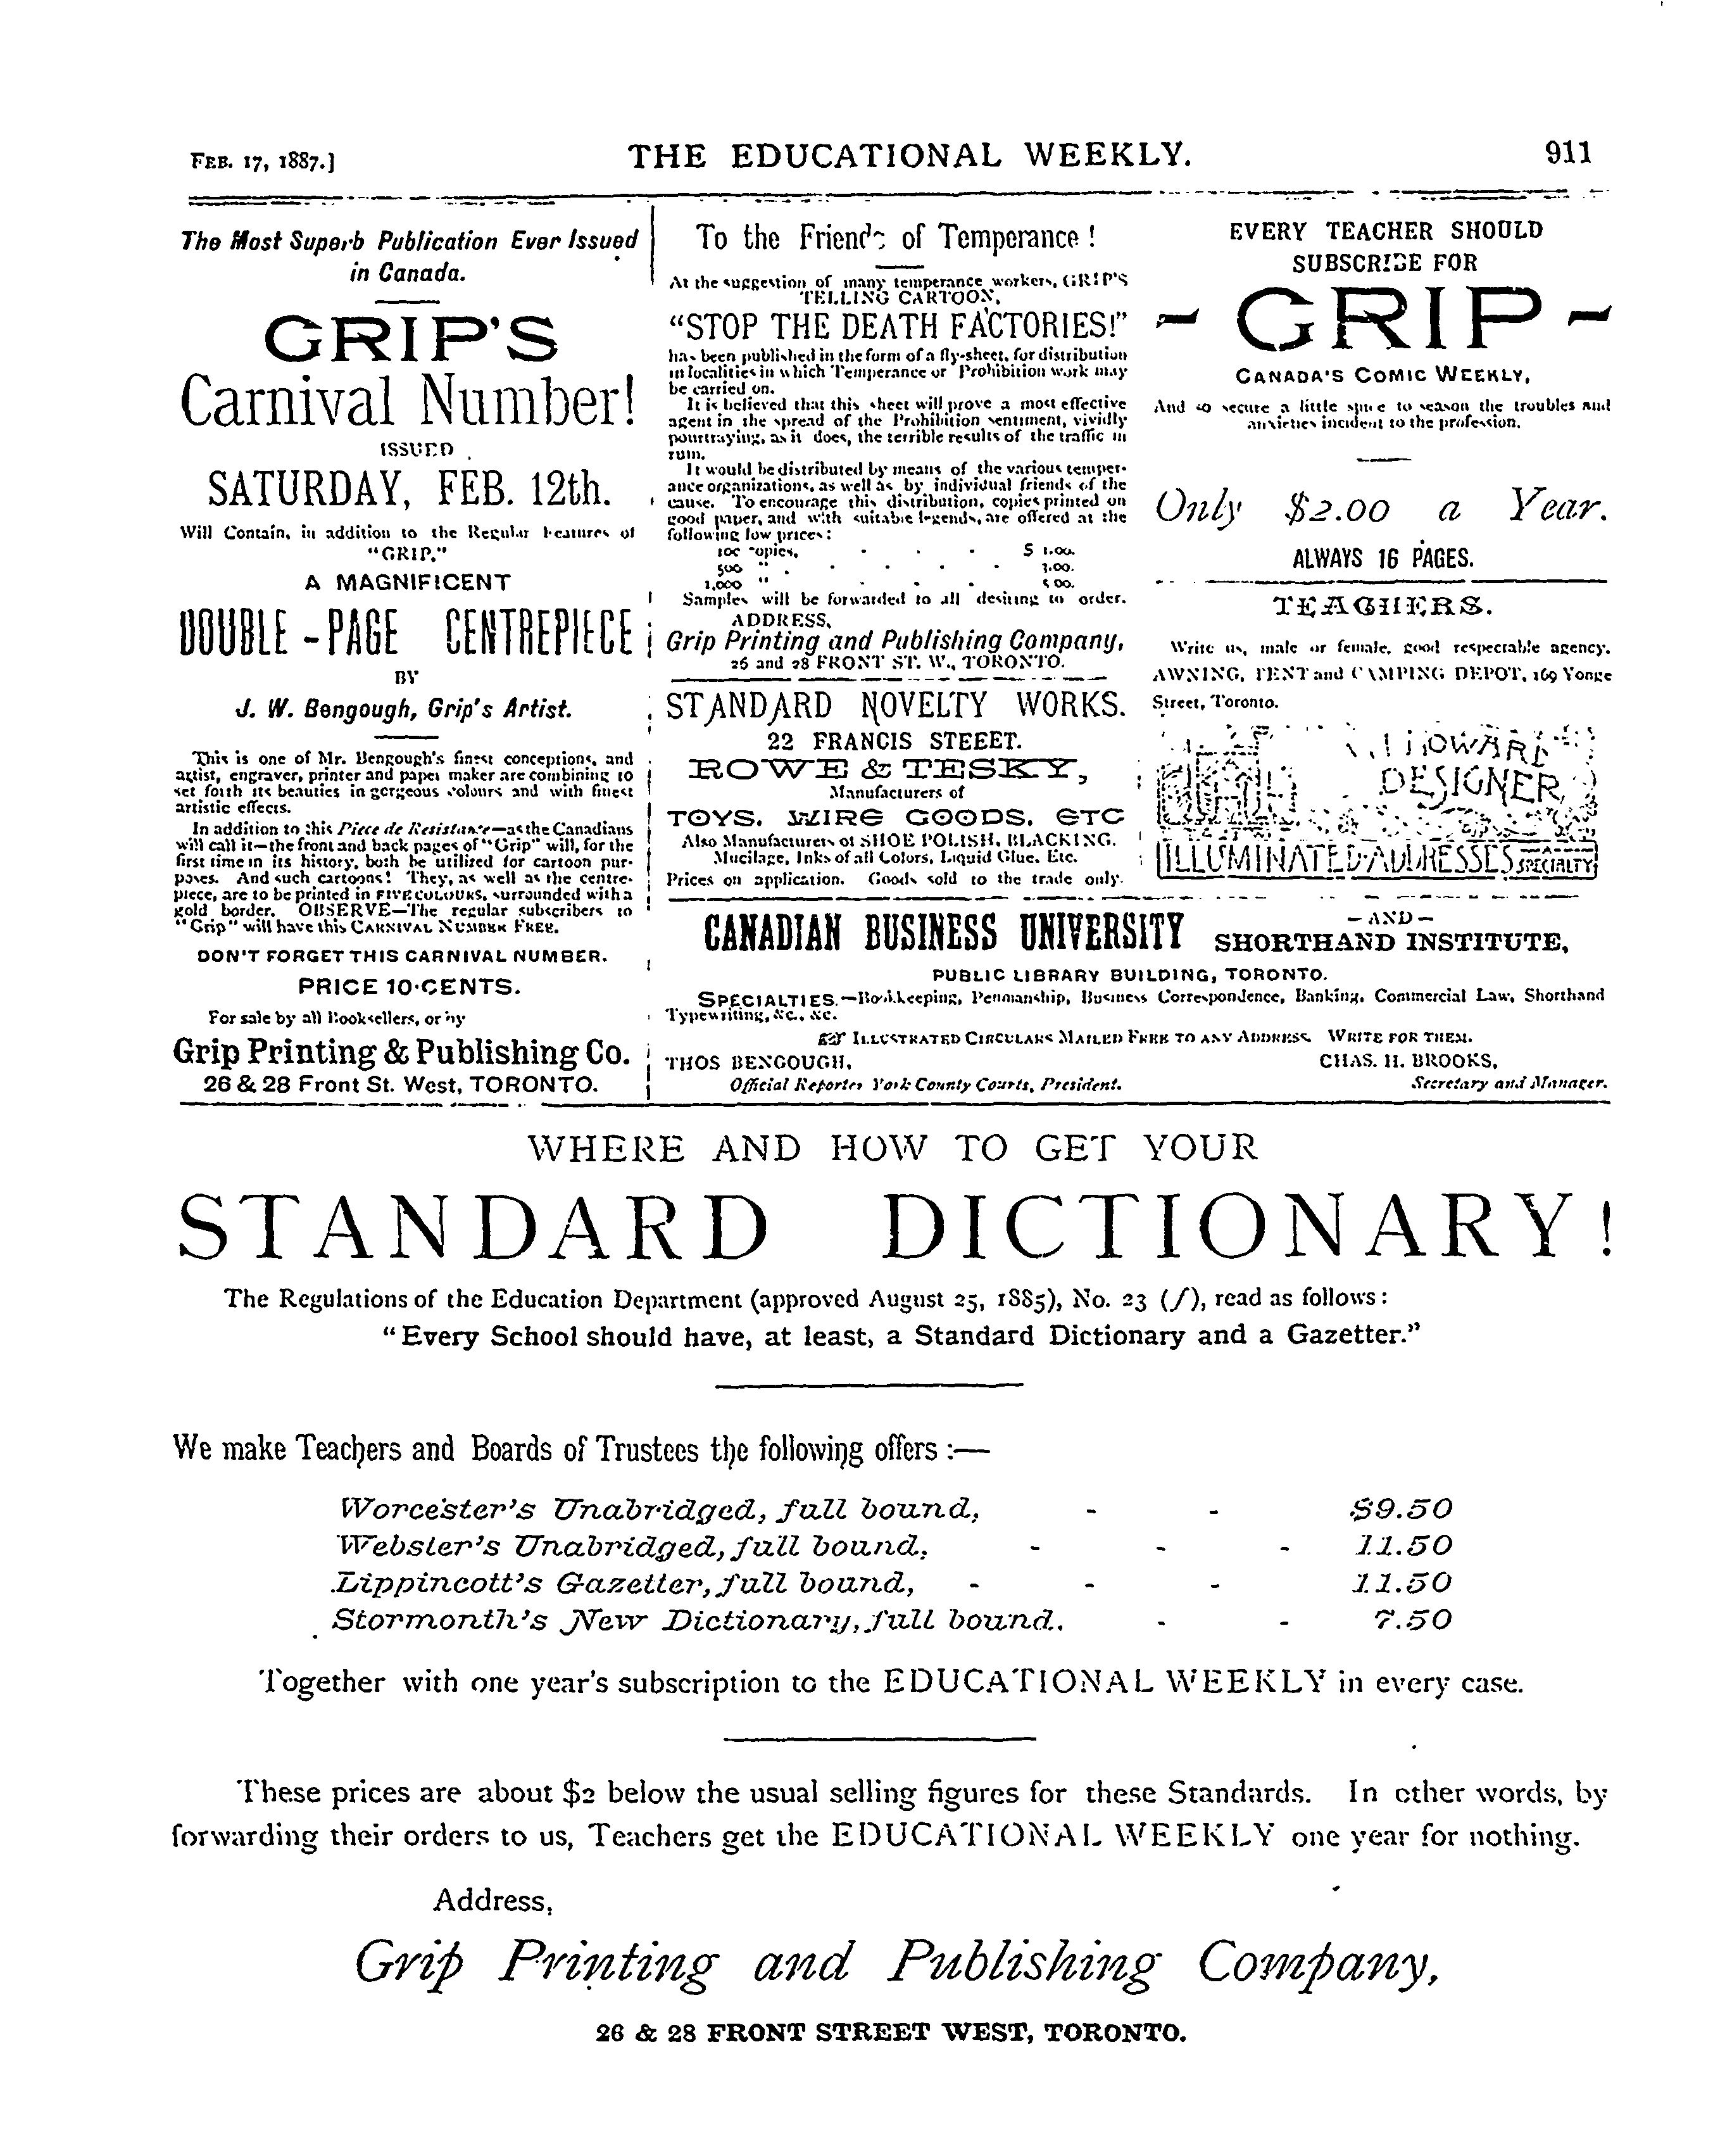 FEB. 17, 1887.]
THE EDUCATIONAL WEEKLY.
911
The Most Superb Publication Ever Issued
in Canada.
GRIP'S
Carnival Number!
ISSUED
SATURDAY, FEB. 12th.
Will Contain, in addition to the Regular Features of
"GRIP,"
A MAGNIFICENT
DOUBLE-PAGE CENTREPIECE
BY
J. W. Bengough, Grip's Artist.
This is one of Mr. Bengough's finest conceptions, and
artist, engraver, printer and paper maker are combining to
set forth its beauties in gorgeous colours and with finest
artistic effects.
In addition to this Piece de Resistance—as the Canadians
will call it—the front and back pages of "Grip" will, for the
first time in its history, both be utilized for cartoon pur-
poses. And such cartoons! They, as well as the centre-
piece, are to be printed in FIVE COLOURS, surrounded with a
gold border. OBSERVE—The regular subscribers to
"Grip" will have this CARNIVAL NUMBER FREE.
DON'T FORGET THIS CARNIVAL NUMBER.
PRICE 10 CENTS.
For sale by all Booksellers, or by
Grip Printing & Publishing Co.
26 & 28 Front St. West, TORONTO.
To the Friends of Temperance!
At the suggestion of many temperance workers, GRIP'S
TELLING CARTOON,
"STOP THE DEATH FACTORIES!"
has been published in the form of a fly-sheet, for distribution
in localities in which Temperance or Prohibition work may
be carried on.
It is believed that this sheet will prove a most effective
agent in the spread of the Prohibition sentiment, vividly
pourtraying, as it does, the terrible results of the traffic in
rum.
It would be distributed by means of the various temper-
ance organizations, as well as by individual friends of the
cause. To encourage this distribution, copies printed on
good paper, and with suitable legends, are offered at the
following low prices:
100 copies, - - - $ 1.00.
500 " - - - 3.00.
1,000 " - - - 5 00.
Samples will be forwarded to all desiring to order.
ADDRESS,
Grip Printing and Publishing Company,
26 and 28 FRONT ST. W., TORONTO.
STANDARD NOVELTY WORKS.
22 FRANCIS STEEET.
ROWE & TESKY,
Manufacturers of
TOYS, WIRE GOODS, ETC
Also Manufacturers of SHOE POLISH, BLACKING,
Mucilage, Inks of all Colors, Liquid Glue, Etc.
Prices on application. Goods sold to the trade only.
EVERY TEACHER SHOULD
SUBSCRIBE FOR
- GRIP -
CANADA'S COMIC WEEKLY,
And so secure a little spice to season the troubles and
anxieties incident to the profession.
Only $2.00 a Year.
ALWAYS 16 PAGES.
TEACHERS.
Write us, male or female, good respectable agency.
AWNING, TENT and CAMPING DEPOT, 169 Yonge
Street, Toronto.
HOWARD
DESIGNER
ILLUMINATED ADDRESSES SPECIALTY
CANADIAN BUSINESS UNIVERSITY
—AND—
SHORTHAND INSTITUTE,
PUBLIC LIBRARY BUILDING, TORONTO.
SPECIALTIES.—Bookkeeping, Penmanship, Business Correspondence, Banking, Commercial Law, Shorthand
Typewriting, &c., &c.
ILLUSTRATED CIRCULARS MAILED FREE TO ANY ADDRESS. WRITE FOR THEM.
THOS BENGOUGH,
Official Reporter York County Courts, President.
CHAS. H. BROOKS,
Secretary and Manager.
WHERE AND HOW TO GET YOUR
STANDARD DICTIONARY!
The Regulations of the Education Department (approved August 25, 1885), No. 23 (f), read as follows:
"Every School should have, at least, a Standard Dictionary and a Gazetter."
We make Teachers and Boards of Trustees the following offers:—
Worcester's Unabridged, full bound, - - $9.50
Webster's Unabridged, full bound, - - - 11.50
Lippincott's Gazetter, full bound, - - - 11.50
Stormonth's New Dictionary, full bound. - - 7.50
Together with one year's subscription to the EDUCATIONAL WEEKLY in every case.
These prices are about $2 below the usual selling figures for these Standards. In other words, by
forwarding their orders to us, Teachers get the EDUCATIONAL WEEKLY one year for nothing.
Address,
Grip Printing and Publishing Company,
26 & 28 FRONT STREET WEST, TORONTO.